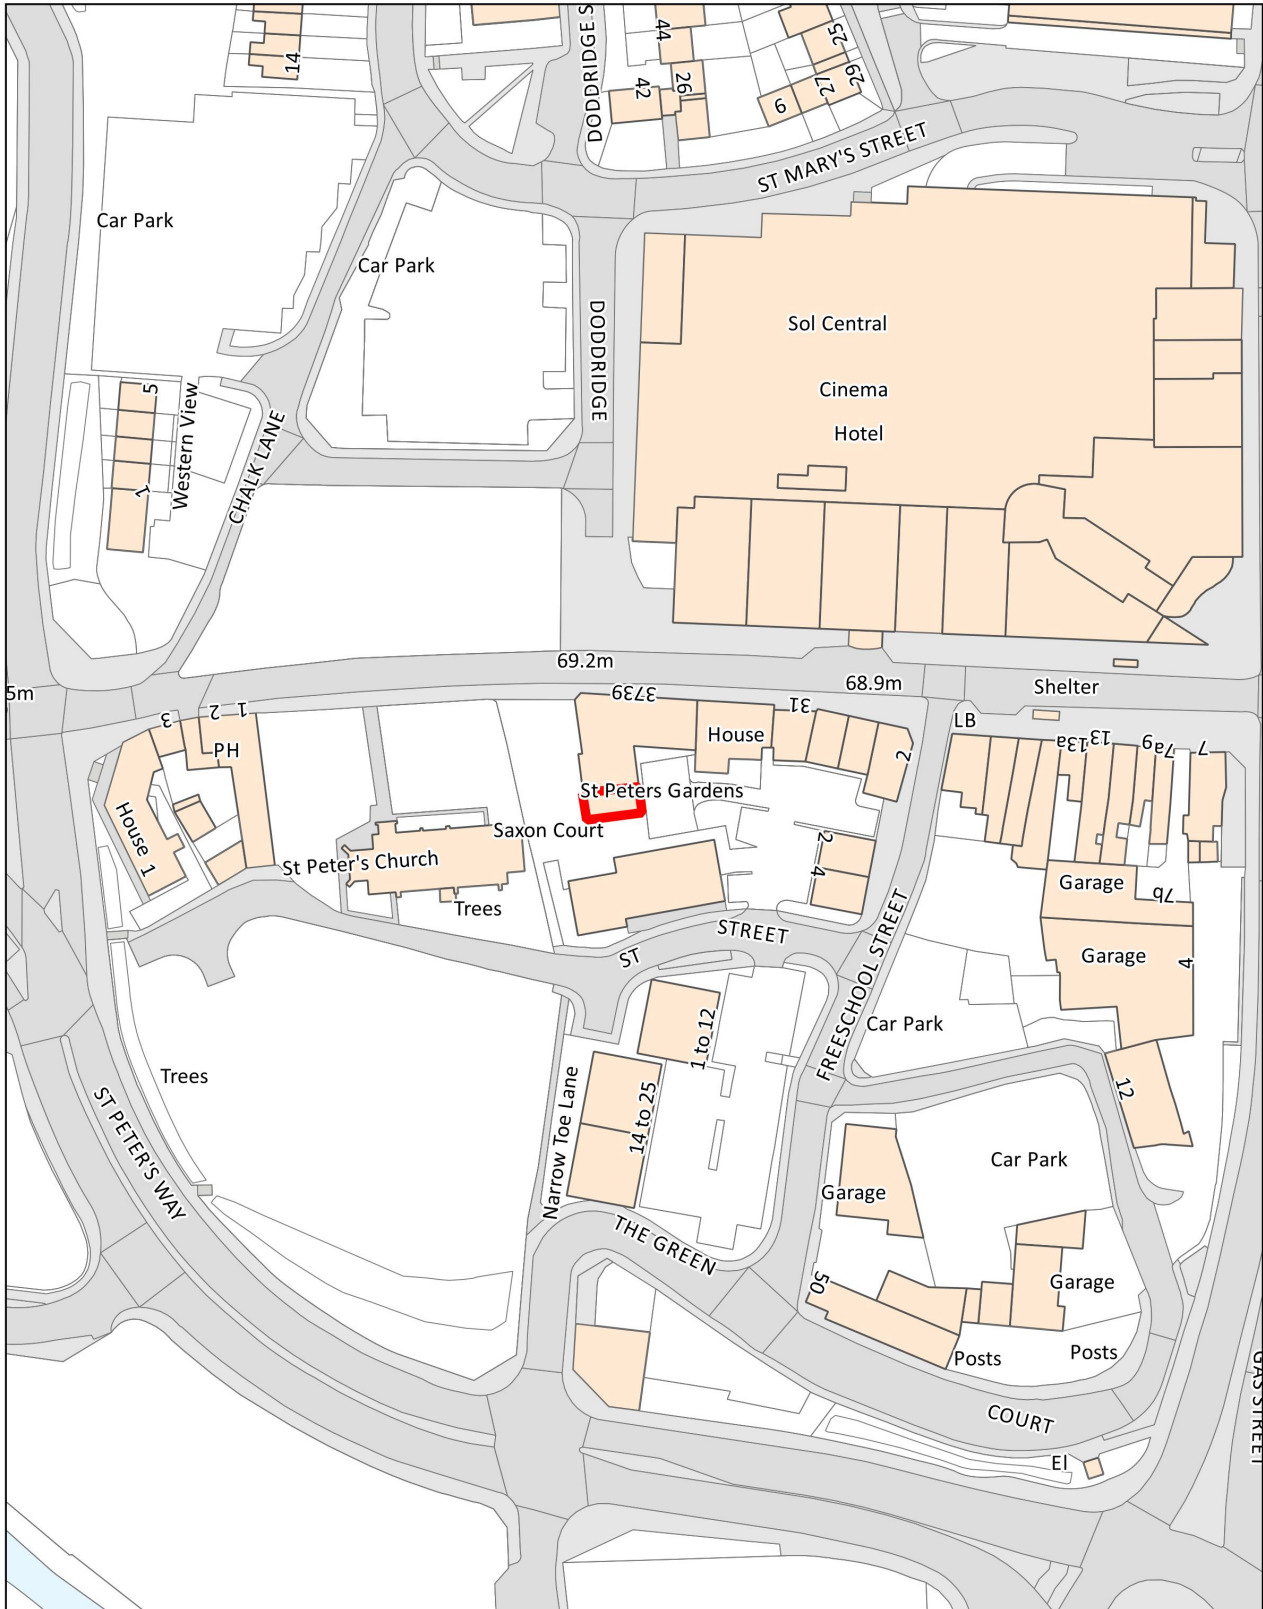 14
DODDRIDGE S
44
42
26
25
27
29
9
ST MARY'S STREET
Car Park
Car Park
DODDRIDGE
Sol Central
Cinema
Hotel
5
1
Western View
CHALK LANE
69.2m
68.9m
5m
Shelter
3
2
1
PH
3739
House
31
2
LB
13a
13
9a
7a
7
House 1
St Peters Gardens
Saxon Court
St Peter's Church
Trees
2
4
Garage
7b
Garage
4
ST
STREET
FREESCHOOL STREET
Car Park
1 to 12
Trees
12
14 to 25
Narrow Toe Lane
ST PETER'S WAY
Car Park
Garage
THE GREEN
50
Garage
Posts
Posts
GAS STREET
COURT
El